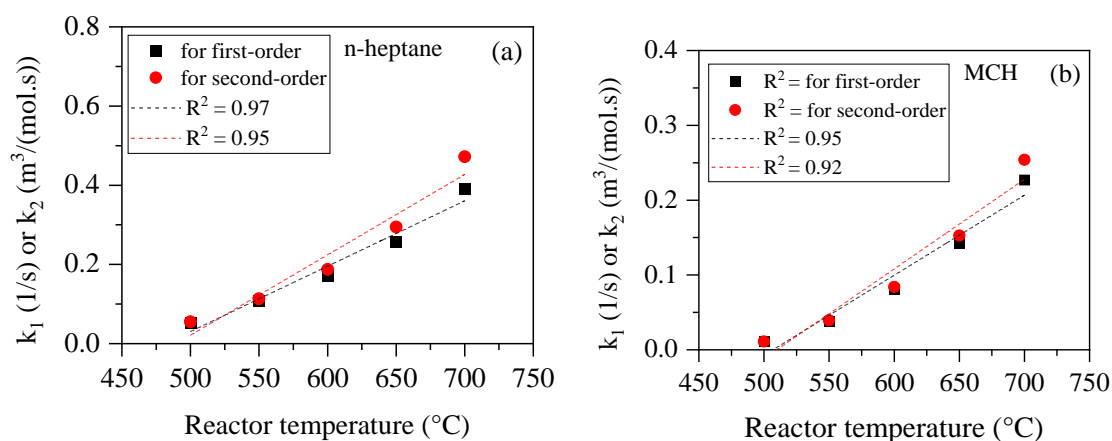 k₁ (1/s) or k₂ (m³/(mol.s))
0.8
0.6
0.4
0.2
0.0
for first-order
for second-order
R² = 0.97
R² = 0.95
n-heptane
(a)
450 500 550 600 650 700 750
Reactor temperature (°C)
k₁ (1/s) or k₂ (m³/(mol.s))
0.4
0.3
0.2
0.1
0.0
R² = for first-order
R² = for second-order
R² = 0.95
R² = 0.92
MCH
(b)
450 500 550 600 650 700 750
Reactor temperature (°C)